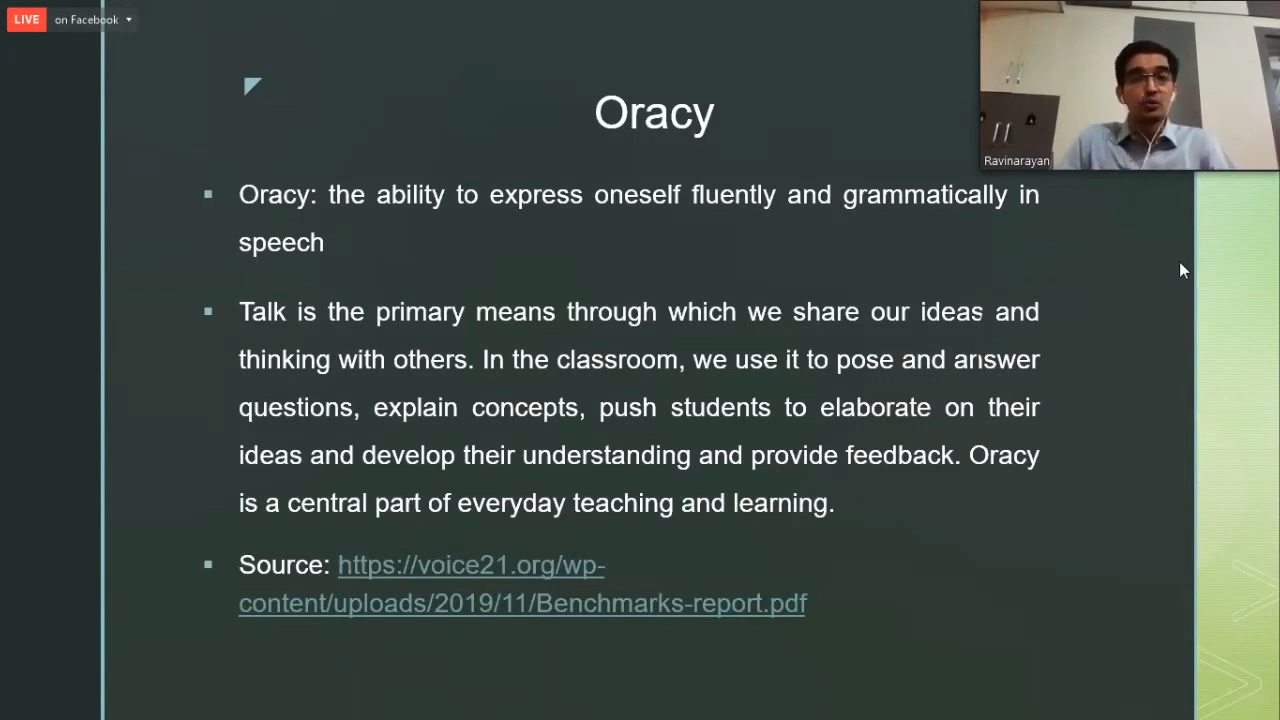 LIVE on Facebook
Oracy
Ravinarayan
Oracy: the ability to express oneself fluently and grammatically in
speech
Talk is the primary means through which we share our ideas and
thinking with others. In the classroom, we use it to pose and answer
questions, explain concepts, push students to elaborate on their
ideas and develop their understanding and provide feedback. Oracy
is a central part of everyday teaching and learning.
Source: https://voice21.org/wp-
content/uploads/2019/11/Benchmarks-report.pdf